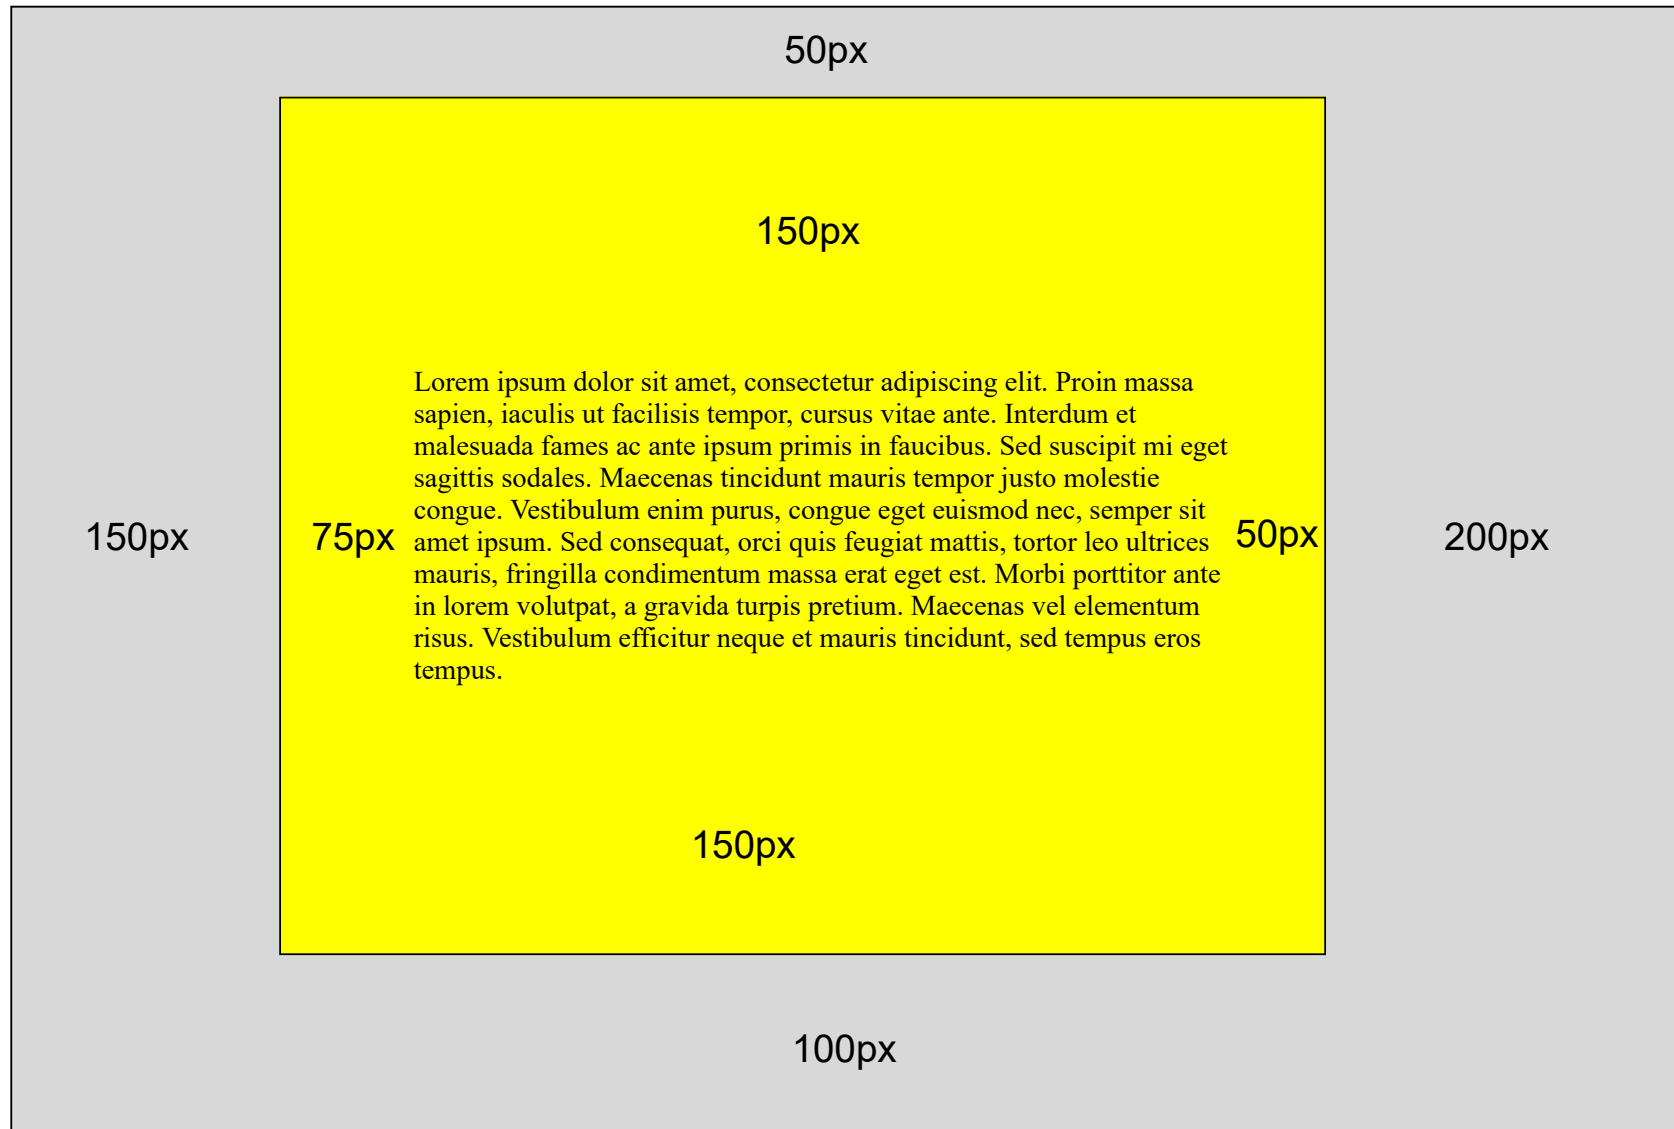 50px
150px
Lorem ipsum dolor sit amet, consectetur adipiscing elit. Proin massa
sapien, iaculis ut facilisis tempor, cursus vitae ante. Interdum et
malesuada fames ac ante ipsum primis in faucibus. Sed suscipit mi eget
sagittis sodales. Maecenas tincidunt mauris tempor justo molestie
congue. Vestibulum enim purus, congue eget euismod nec, semper sit
amet ipsum. Sed consequat, orci quis feugiat mattis, tortor leo ultrices
mauris, fringilla condimentum massa erat eget est. Morbi porttitor ante
in lorem volutpat, a gravida turpis pretium. Maecenas vel elementum
risus. Vestibulum efficitur neque et mauris tincidunt, sed tempus eros
tempus.
150px
75px
50px
200px
150px
100px